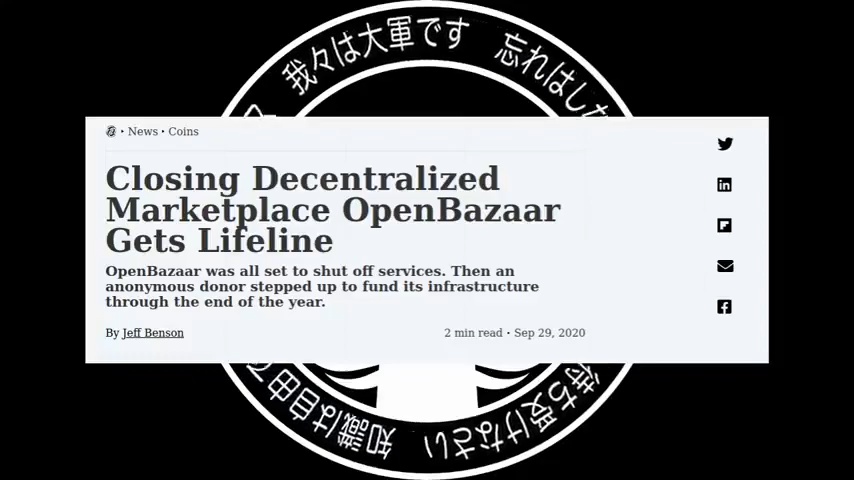 我々は大軍です 忘れはしな
• News • Coins
Closing Decentralized
Marketplace OpenBazaar
Gets Lifeline
OpenBazaar was all set to shut off services. Then an
anonymous donor stepped up to fund its infrastructure
through the end of the year.
By Jeff Benson
2 min read • Sep 29, 2020
知識は自由で
待ち受けなさい